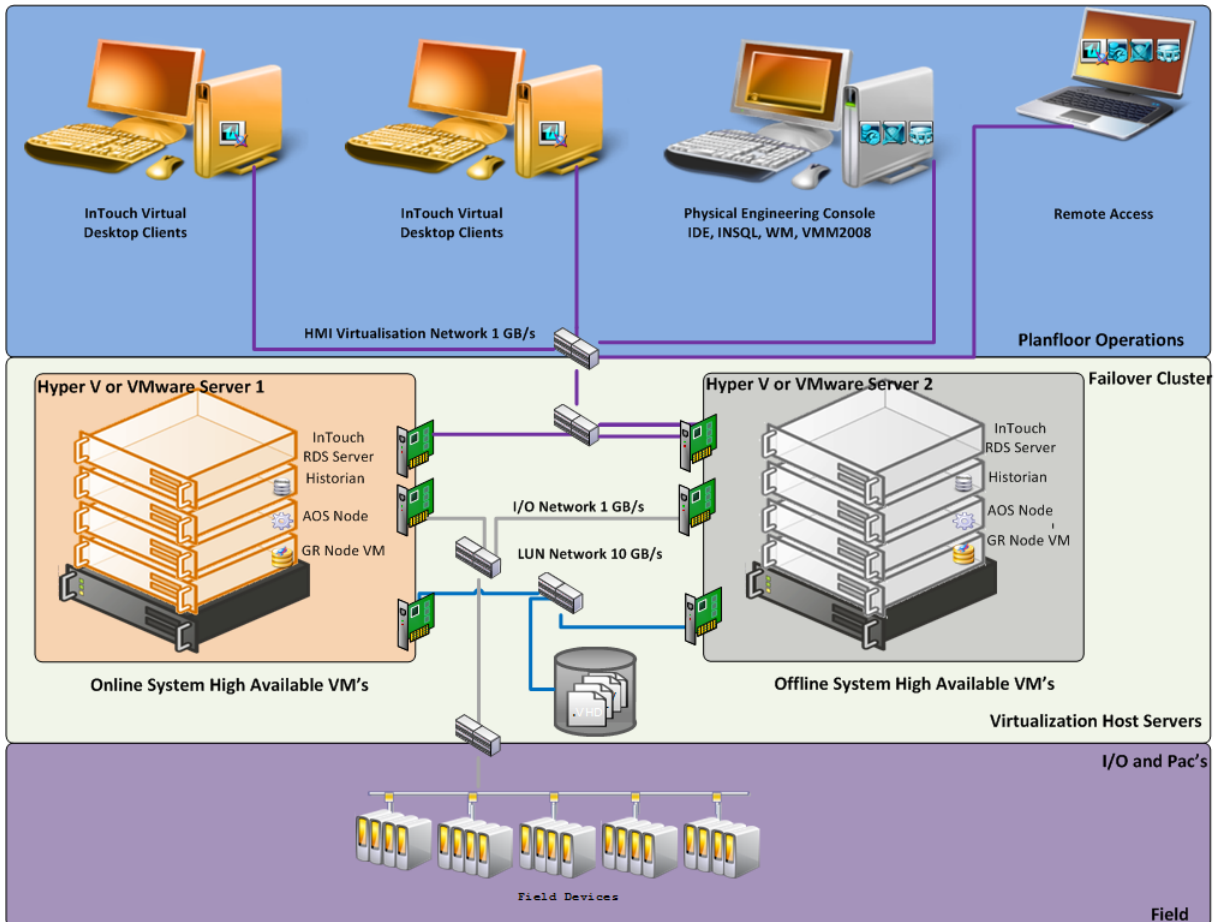 InTouch Virtual
Desktop Clients
InTouch Virtual
Desktop Clients
Physical Engineering Console
IDE, INSQL, WM, VMM2008
Remote Access
HMI Virtualisation Network 1 GB/s
Planfloor Operations
Failover Cluster
Hyper V or VMware Server 1
InTouch
RDS Server
Historian
AOS Node
GR Node VM
Hyper V or VMware Server 2
InTouch
RDS Server
Historian
AOS Node
GR Node VM
I/O Network 1 GB/s
LUN Network 10 GB/s
.VHD
Online System High Available VM's
Offline System High Available VM's
Virtualization Host Servers
I/O and Pac's
Field Devices
Field